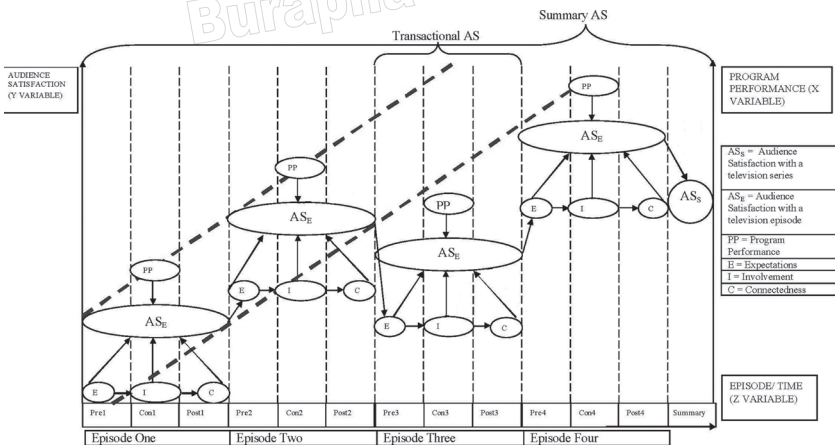 Burapha
Summary AS
Transactional AS
AUDIENCE
SATISFACTION
(Y VARIABLE)
PROGRAM
PERFORMANCE (X
VARIABLE)
PP
AS_E
PP
AS_E
E
I
C
AS_S
PP
AS_E
PP
AS_E
E
I
C
E
I
C
E
I
C
AS_S = Audience
Satisfaction with a
television series
AS_E = Audience
Satisfaction with a
television episode
PP = Program
Performance
E = Expectations
I = Involvement
C = Connectedness
EPISODE/ TIME
(Z VARIABLE)
Pre1 Con1 Post1 Pre2 Con2 Post2 Pre3 Con3 Post3 Pre4 Con4 Post4 Summary
Episode One Episode Two Episode Three Episode Four